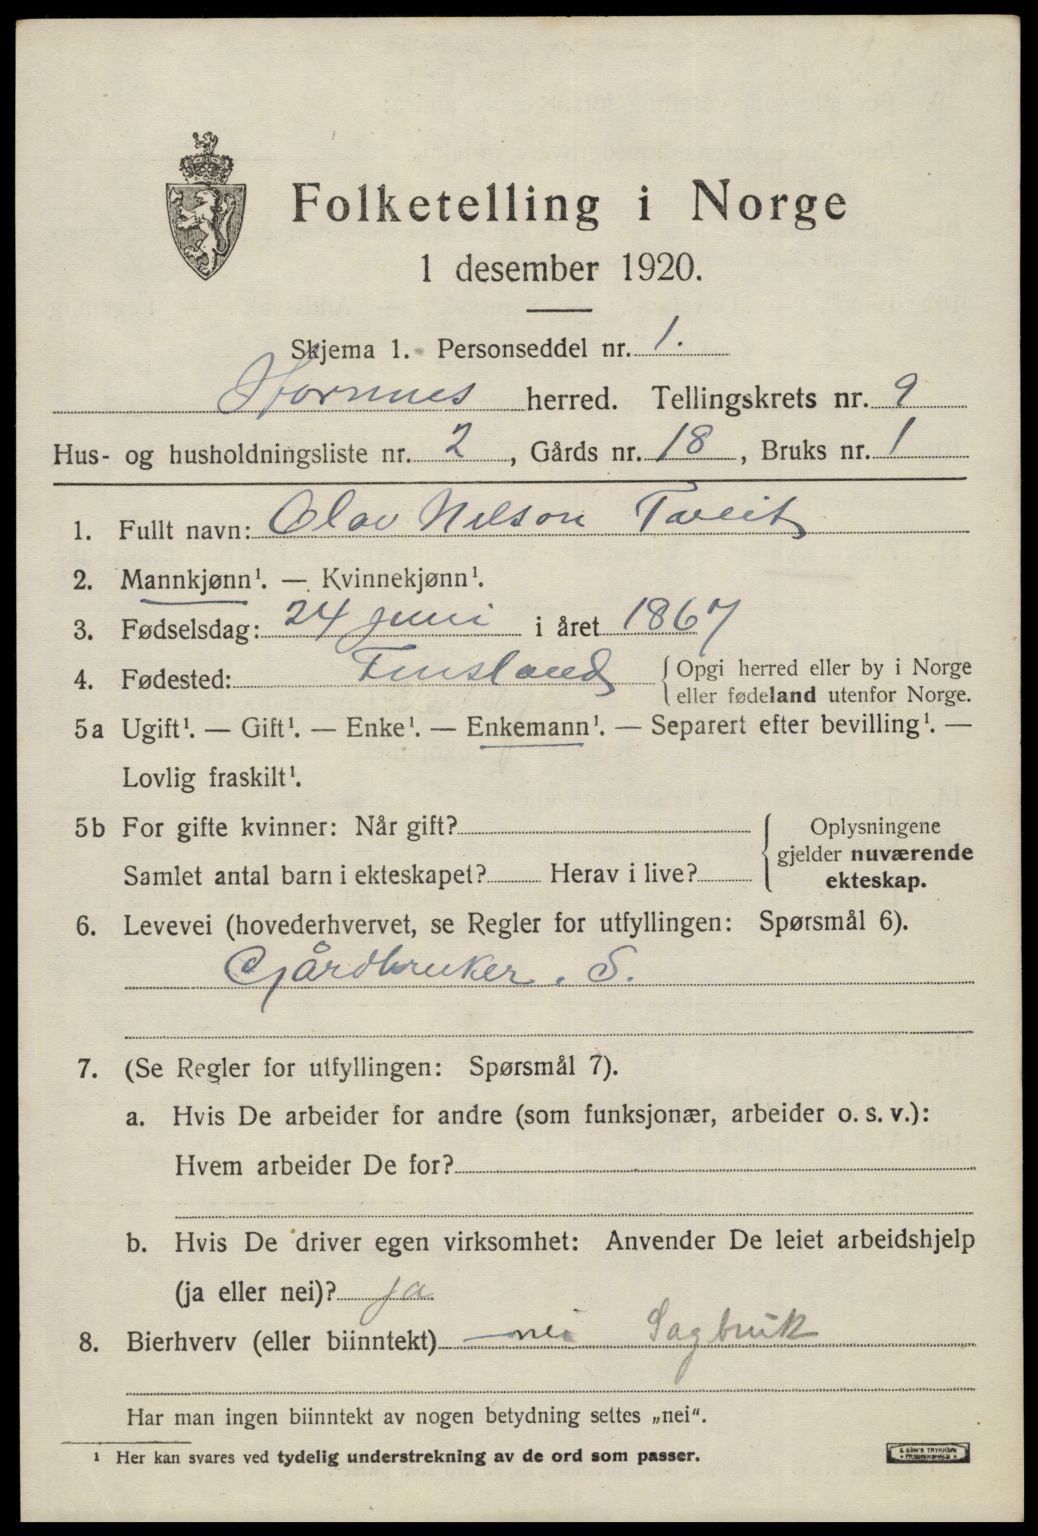 Folketelling i Norge
1 desember 1920.
Skjema 1. Personseddel nr. 1.
Hornnes herred. Tellingskrets nr. 9
Hus- og husholdningsliste nr. 2, Gårds nr. 18, Bruks nr. 1
1. Fullt navn: Olav Nilson Tveit
2. Mannkjønn¹. — Kvinnekjønn¹.
3. Fødselsdag: 24 juni i året 1867
4. Fødested: Finsland { Opgi herred eller by i Norge
eller fødeland utenfor Norge.
5a Ugift¹. — Gift¹. — Enke¹. — Enkemann¹. — Separert efter bevilling¹. —
Lovlig fraskilt¹.
5b For gifte kvinner: Når gift? { Oplysningene
gjelder nuværende
Samlet antal barn i ekteskapet? Herav i live? ekteskap.
6. Levevei (hovederhvervet, se Regler for utfyllingen: Spørsmål 6).
Gjårdbruker. S.
7. (Se Regler for utfyllingen: Spørsmål 7).
a. Hvis De arbeider for andre (som funksjonær, arbeider o. s. v.):
Hvem arbeider De for?
b. Hvis De driver egen virksomhet: Anvender De leiet arbeidshjelp
(ja eller nei)? ja
8. Bierhverv (eller biinntekt) nei Sagbruk
Har man ingen biinntekt av nogen betydning settes „nei".
¹ Her kan svares ved tydelig understrekning av de ord som passer.